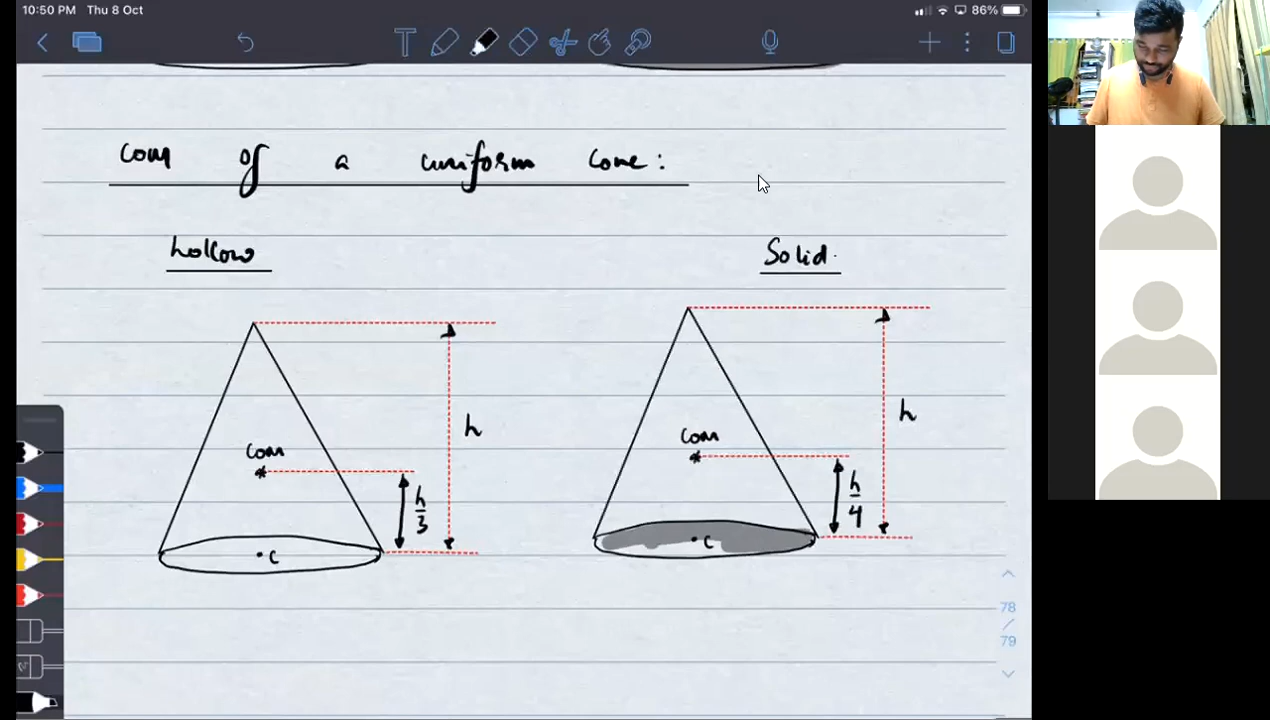 10:50 PM Thu 8 Oct
86%
T
Com of a uniform Cone:
hollow
Solid.
h
h
Com
Com
h/3
h/4
C
C
78
/
79